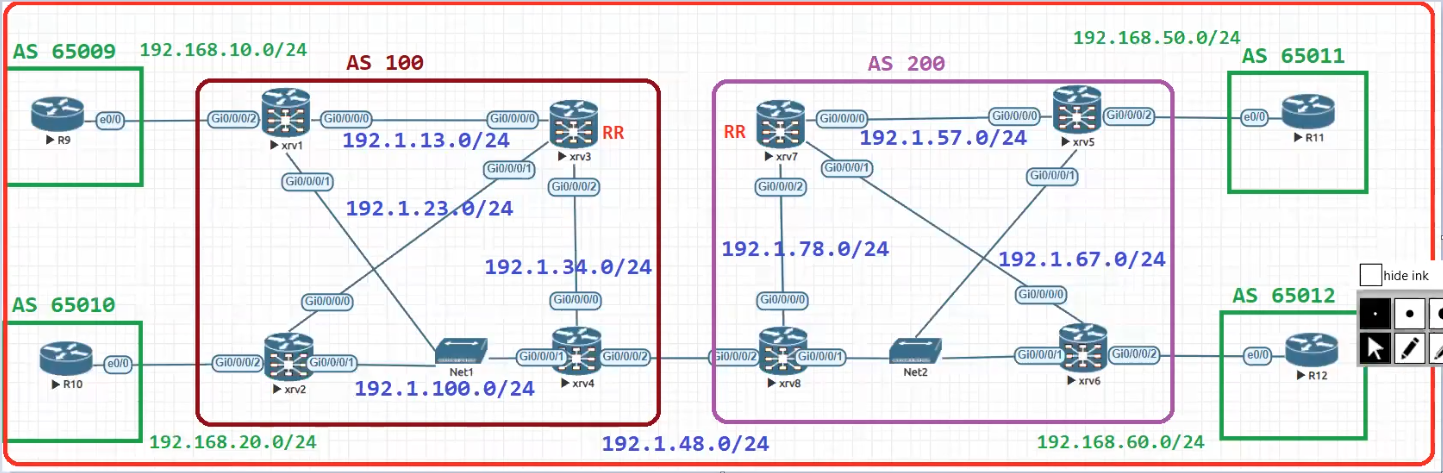 AS 65009
192.168.10.0/24
AS 100
AS 200
192.168.50.0/24
AS 65011
R9
e0/0
Gi0/0/0/2
xrv1
Gi0/0/0/0
192.1.13.0/24
Gi0/0/0/0
xrv3
RR
Gi0/0/0/1
Gi0/0/0/1
Gi0/0/0/2
192.1.23.0/24
192.1.34.0/24
RR
xrv7
Gi0/0/0/0
192.1.57.0/24
Gi0/0/0/0
xrv5
Gi0/0/0/2
e0/0
R11
Gi0/0/0/2
Gi0/0/0/1
Gi0/0/0/1
192.1.78.0/24
192.1.67.0/24
hide ink
AS 65010
R10
e0/0
Gi0/0/0/2
Gi0/0/0/0
xrv2
Gi0/0/0/1
Net1
192.1.100.0/24
Gi0/0/0/0
Gi0/0/0/1
xrv4
Gi0/0/0/2
Gi0/0/0/0
Gi0/0/0/2
xrv8
Gi0/0/0/1
Net2
Gi0/0/0/0
Gi0/0/0/1
xrv6
Gi0/0/0/2
AS 65012
e0/0
R12
192.168.20.0/24
192.1.48.0/24
192.168.60.0/24